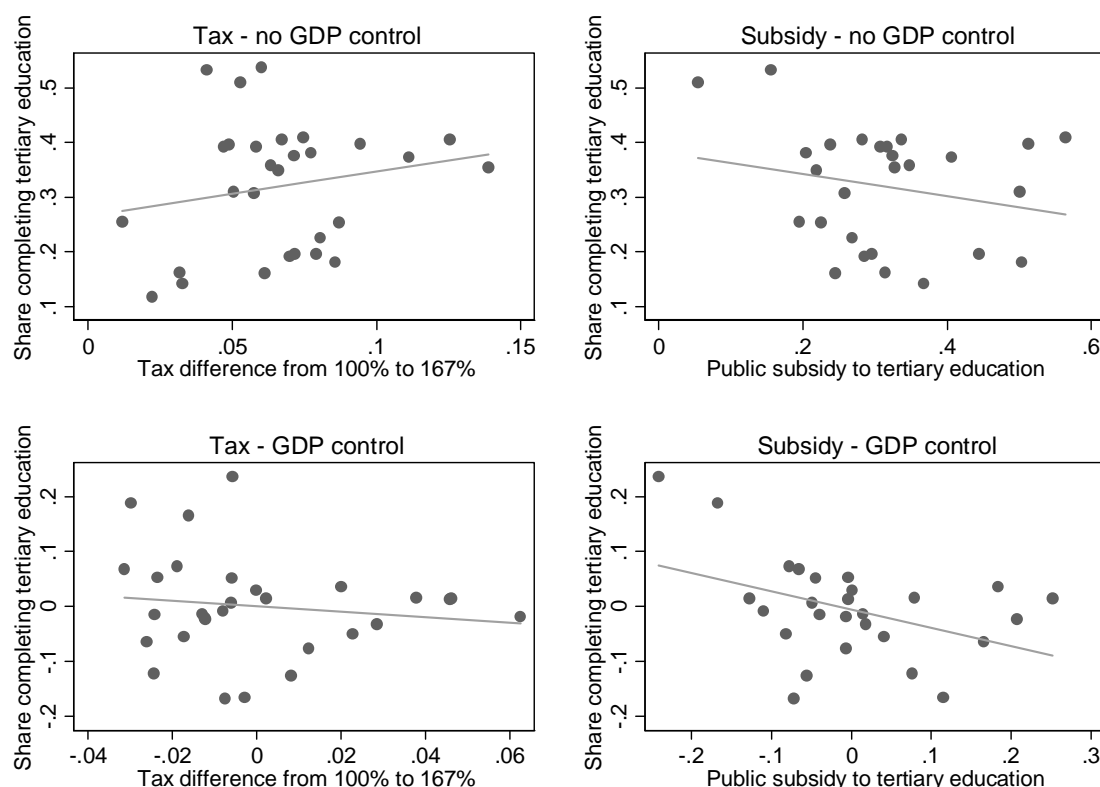 Tax - no GDP control
Share completing tertiary education
.1 .2 .3 .4 .5
0 .05 .1 .15
Tax difference from 100% to 167%
Subsidy - no GDP control
Share completing tertiary education
.1 .2 .3 .4 .5
0 .2 .4 .6
Public subsidy to tertiary education
Tax - GDP control
Share completing tertiary education
-.2 -.1 0 .1 .2
-.04 -.02 0 .02 .04 .06
Tax difference from 100% to 167%
Subsidy - GDP control
Share completing tertiary education
-.2 -.1 0 .1 .2
-.2 -.1 0 .1 .2 .3
Public subsidy to tertiary education